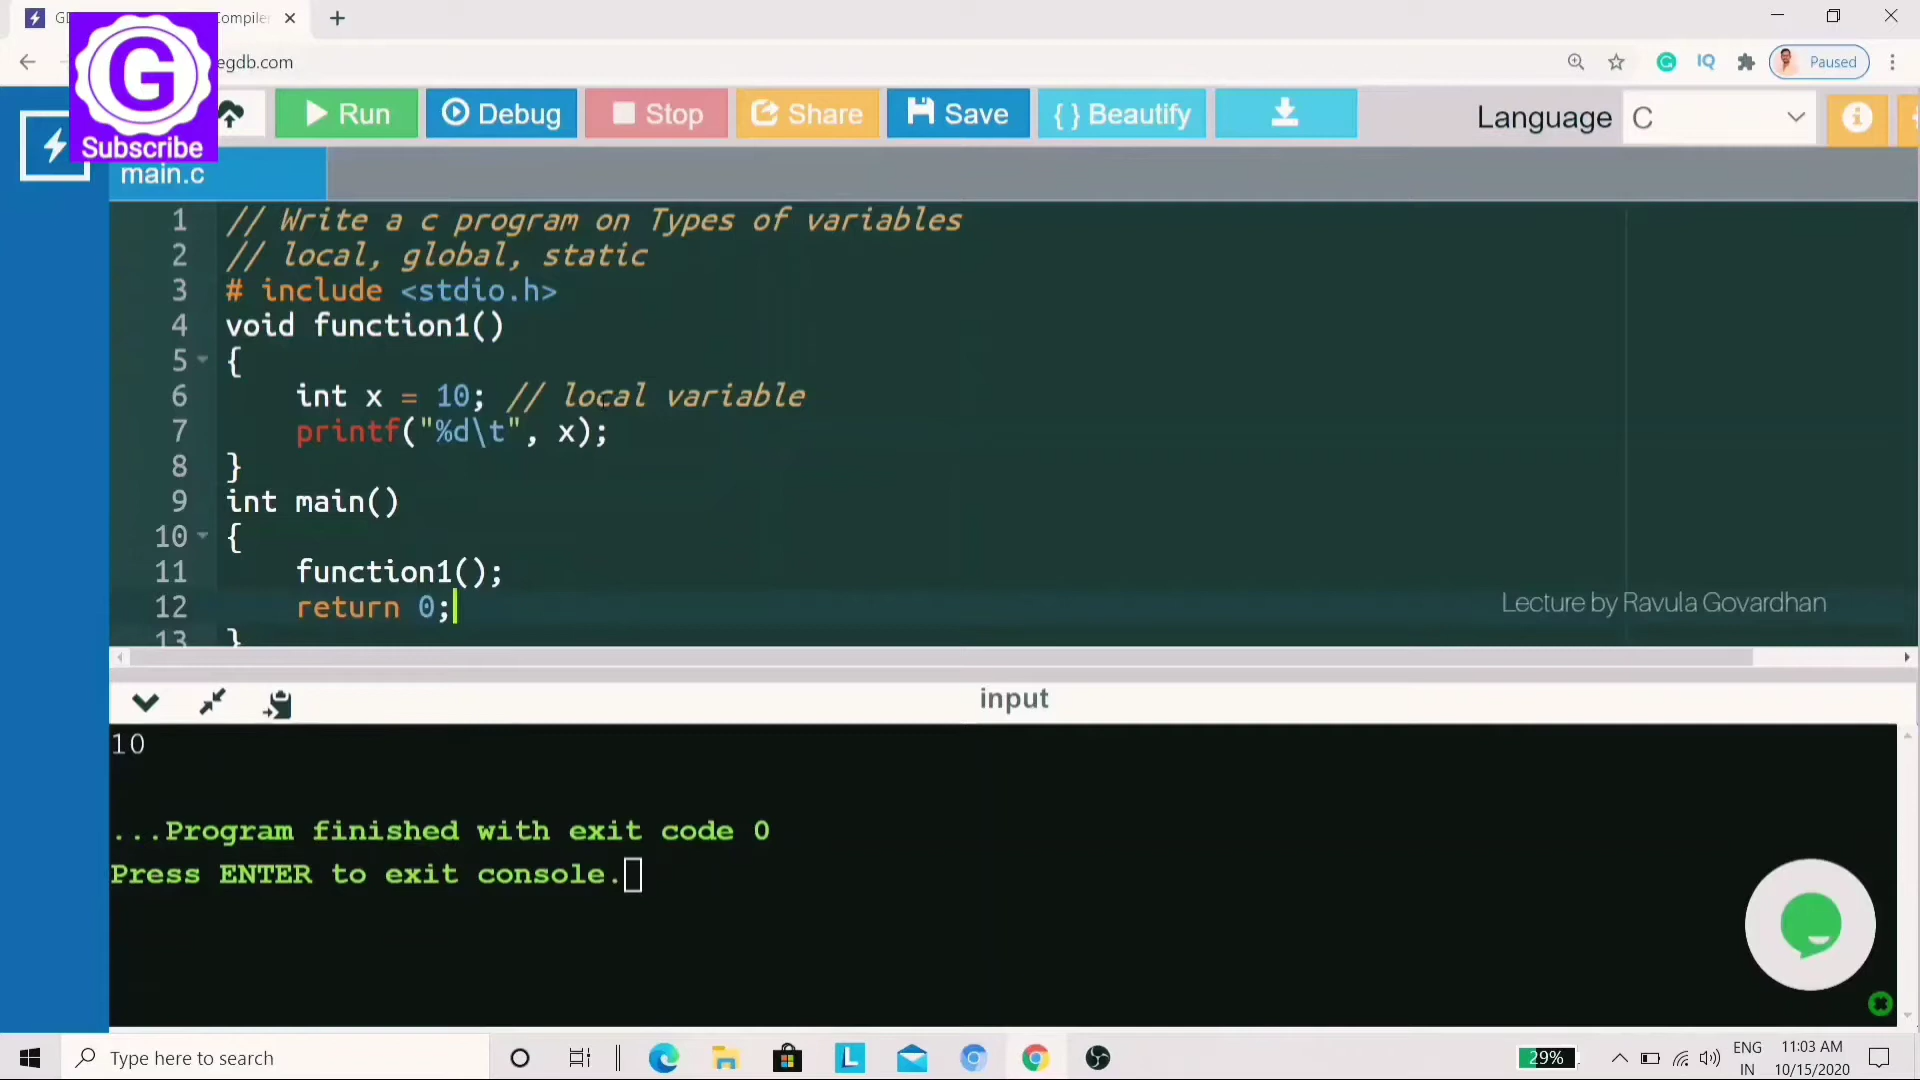 GD
Compiler
egdb.com
Paused
G
Subscribe
Run
Debug
Stop
Share
Save
{ } Beautify
Language
C
main.c
1 // Write a c program on Types of variables
2 // local, global, static
3 # include <stdio.h>
4 void function1()
5 {
6 int x = 10; // local variable
7 printf("%d\t", x);
8 }
9 int main()
10 {
11 function1();
12 return 0;
13 }
Lecture by Ravula Govardhan
input
10
...Program finished with exit code 0
Press ENTER to exit console.
Type here to search
L
29%
ENG
IN
11:03 AM
10/15/2020